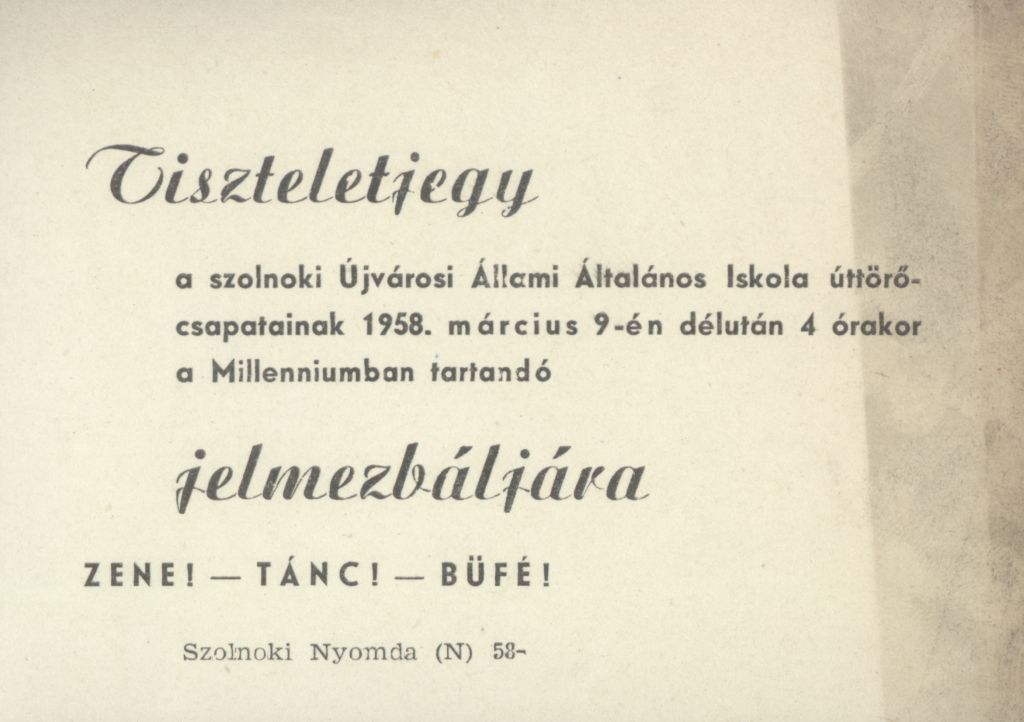 Tiszteletjegy
a szolnoki Újvárosi Állami Általános Iskola úttörő-
csapatainak 1958. március 9-én délután 4 órakor
a Millenniumban tartandó
jelmezbáljára
ZENE! — TÁNC! — BÜFÉ!
Szolnoki Nyomda (N) 58-